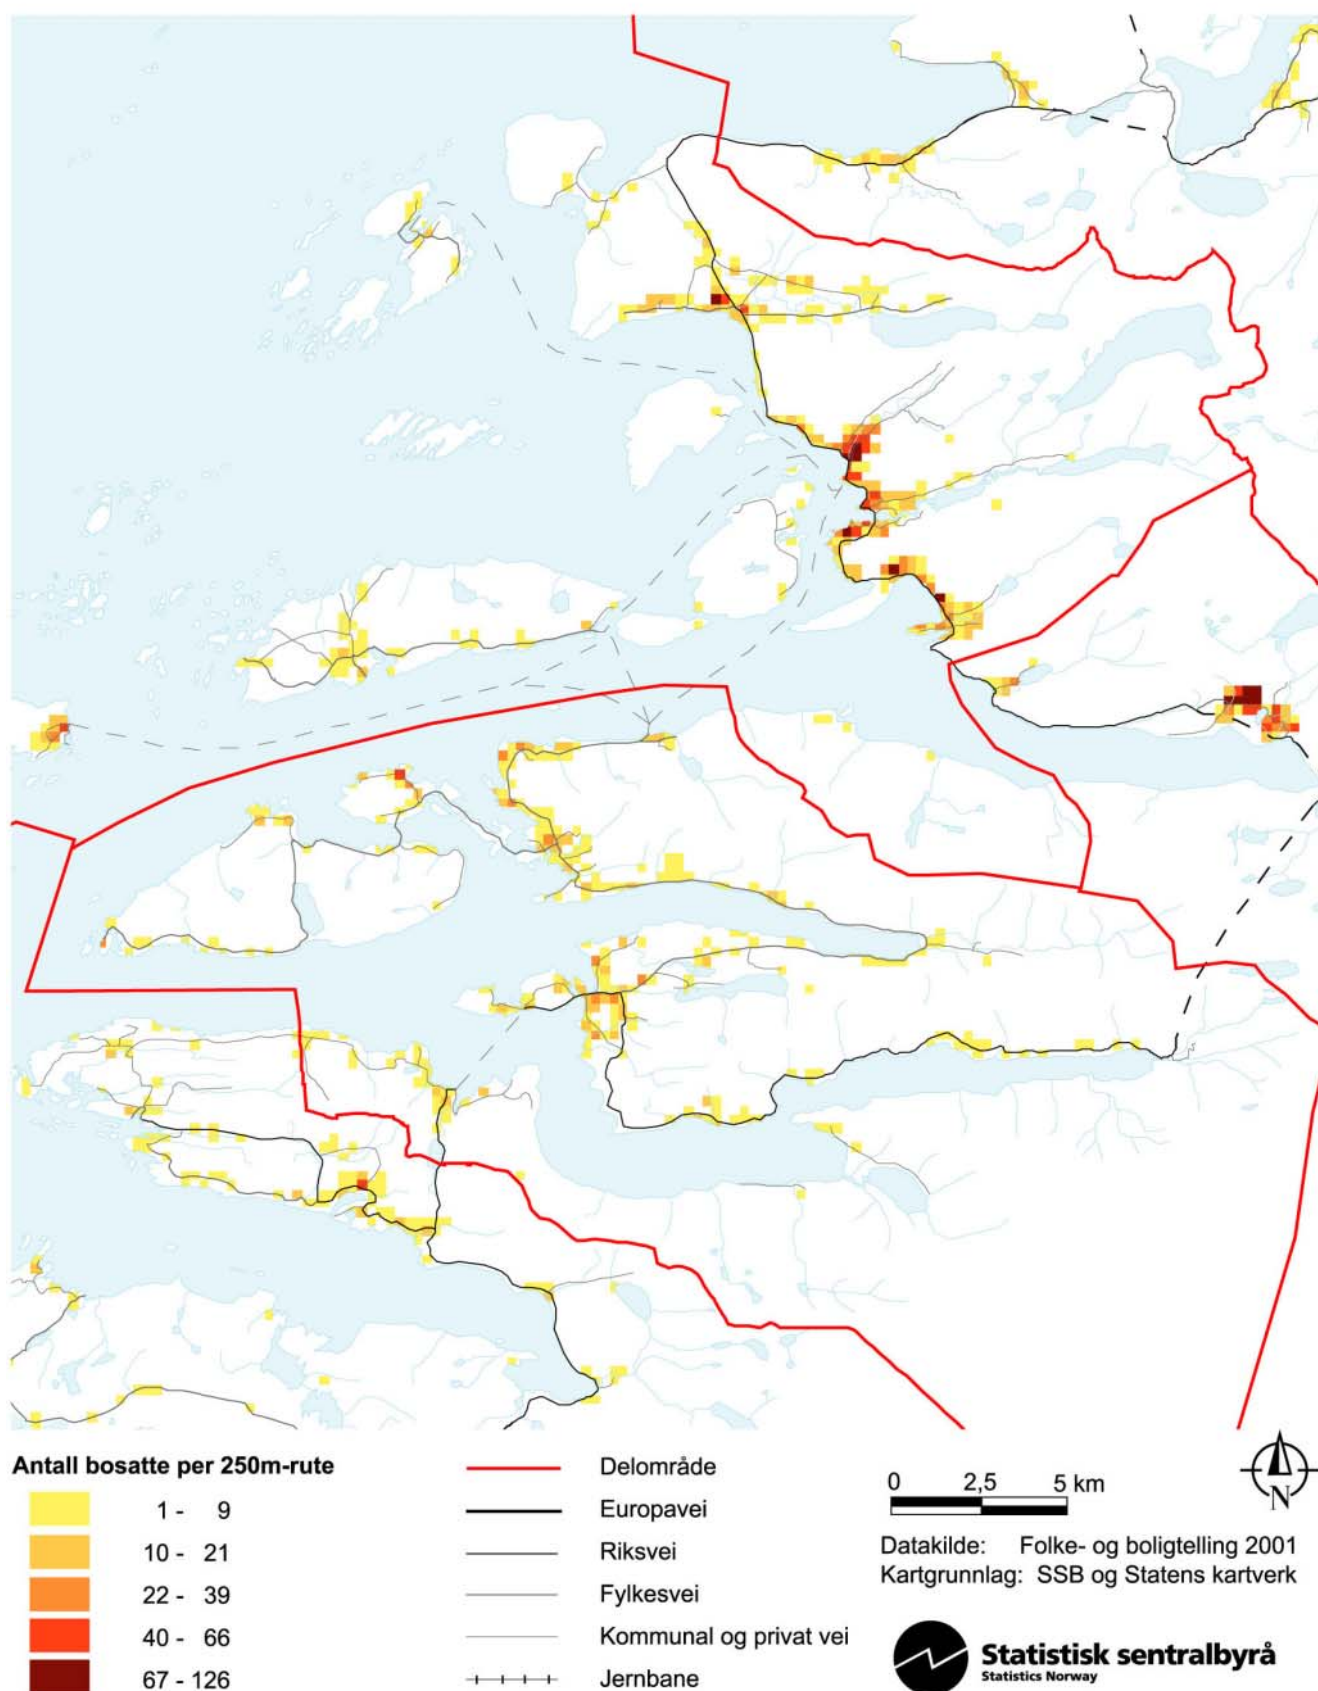 Antall bosatte per 250m-rute
1 - 9
10 - 21
22 - 39
40 - 66
67 - 126
Delområde
Europavei
Riksvei
Fylkesvei
Kommunal og privat vei
Jernbane
0 2,5 5 km
N
Datakilde: Folke- og boligtelling 2001
Kartgrunnlag: SSB og Statens kartverk
Statistisk sentralbyrå
Statistics Norway